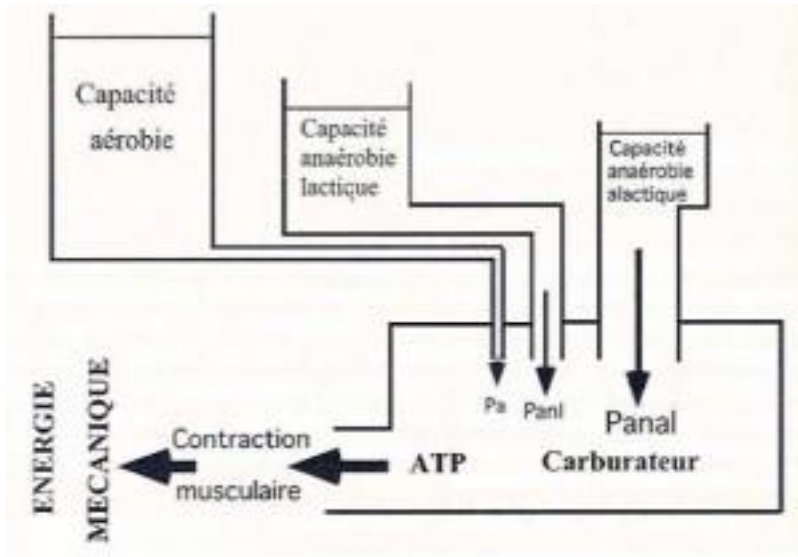 Capacité
aérobie
Capacité
anaérobie
lactique
Capacité
anaérobie
alactique
Pa
Panl
Panal
Carburateur
ATP
Contraction
musculaire
ENERGIE
MECANIQUE